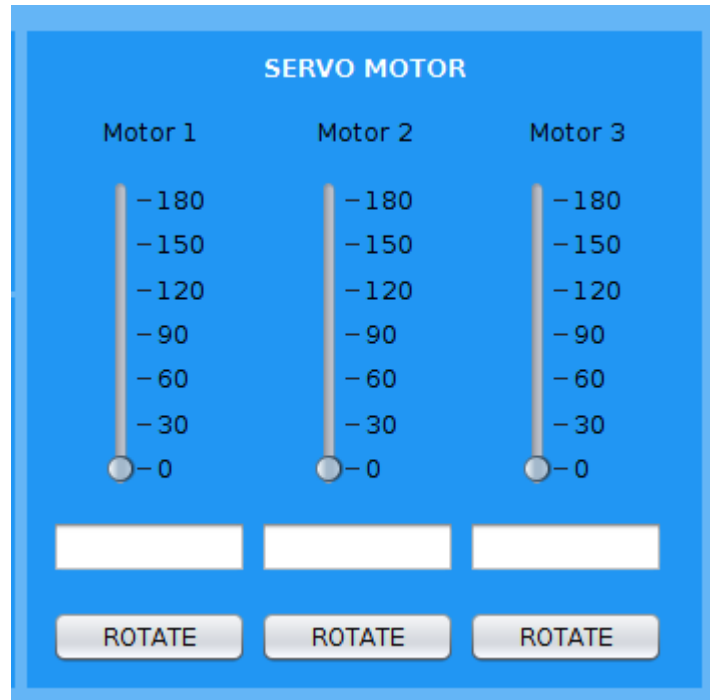 SERVO MOTOR
Motor 1 Motor 2 Motor 3
180 180 180
150 150 150
120 120 120
90 90 90
60 60 60
30 30 30
0 0 0
ROTATE ROTATE ROTATE